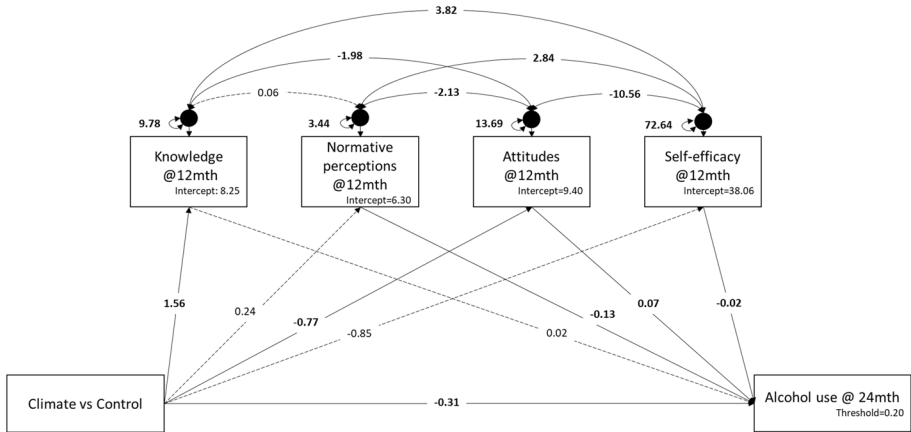 3.82
-1.98
2.84
0.06
-2.13
-10.56
9.78
3.44
13.69
72.64
Knowledge
@12mth
Intercept: 8.25
Normative
perceptions
@12mth
Intercept=6.30
Attitudes
@12mth
Intercept=9.40
Self-efficacy
@12mth
Intercept=38.06
1.56
0.24
-0.77
-0.85
0.02
-0.13
0.07
-0.02
Climate vs Control
-0.31
Alcohol use @ 24mth
Threshold=0.20